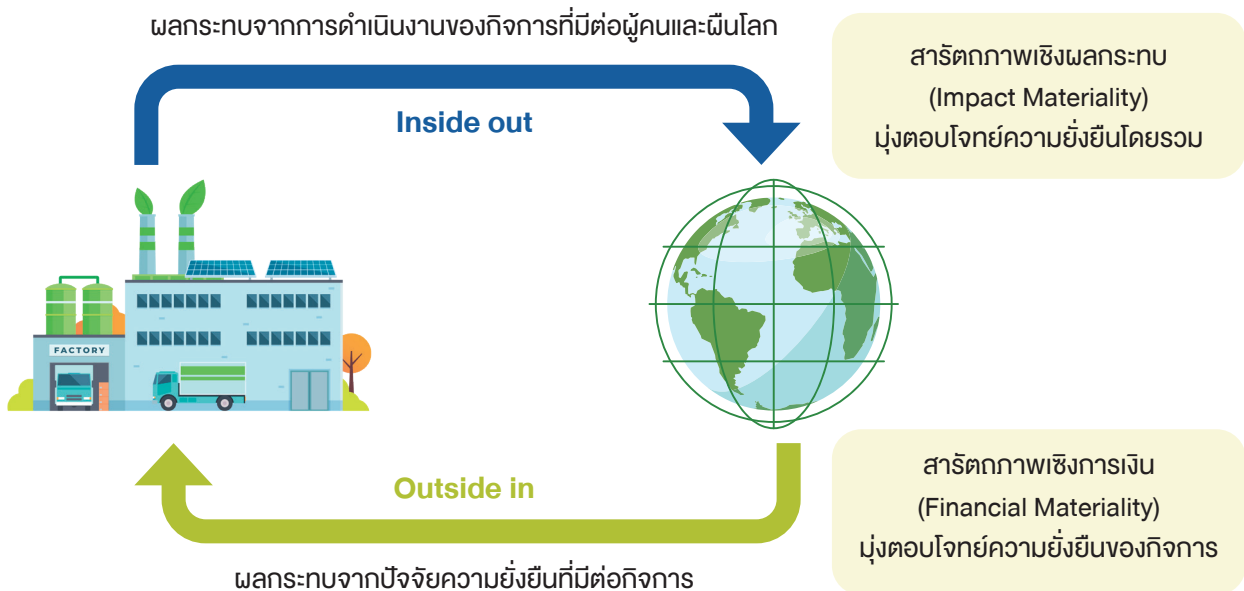 ผลกระทบจากการดำเนินงานของกิจการที่มีต่อผู้คนและผืนโลก
Inside out
สารัตถภาพเชิงผลกระทบ
(Impact Materiality)
มุ่งตอบโจทย์ความยั่งยืนโดยรวม
FACTORY
Outside in
สารัตถภาพเชิงการเงิน
(Financial Materiality)
มุ่งตอบโจทย์ความยั่งยืนของกิจการ
ผลกระทบจากปัจจัยความยั่งยืนที่มีต่อกิจการ